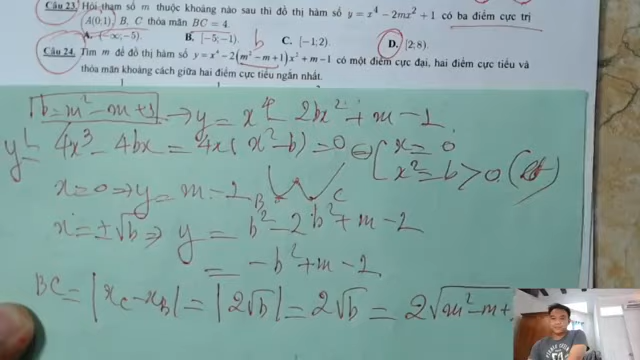 Câu 23. Hỏi tham số m thuộc khoảng nào sau thì đồ thị hàm số y = x⁴ − 2mx² + 1 có ba điểm cực trị
A(0;1), B, C thỏa mãn BC = 4.
A. (−∞;−5). B. [−5;−1). C. [−1;2). D. [2;8).
b
Câu 24. Tìm m để đồ thị hàm số y = x⁴ − 2(m² − m + 1)x² + m − 1 có một điểm cực đại, hai điểm cực tiểu và
thỏa mãn khoảng cách giữa hai điểm cực tiểu ngắn nhất.
b = m² − m + 1 → y = x⁴ − 2bx² + m − 1
y' = 4x³ − 4bx = 4x(x² − b) = 0 ⇔ [ x = 0
x² = b > 0
x = 0 ⇒ y = m − 1 B C
x = ±√b ⇒ y = b² − 2b² + m − 1
= −b² + m − 1
BC = |x_C − x_B| = |2√b| = 2√b = 2√m² − m +